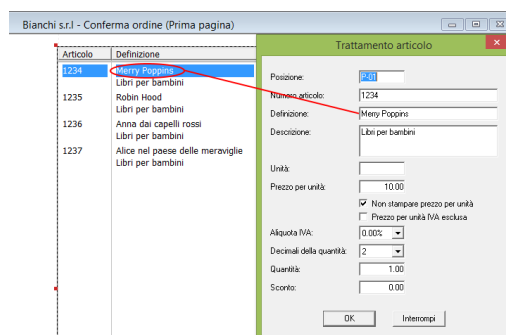 Bianchi s.r.l - Conferma ordine (Prima pagina)
Articolo Definizione
1234 Merry Poppins
Libri per bambini
1235 Robin Hood
Libri per bambini
1236 Anna dai capelli rossi
Libri per bambini
1237 Alice nel paese delle meraviglie
Libri per bambini
Trattamento articolo
Posizione: P-01
Numero articolo: 1234
Definizione: Merry Poppins
Descrizione: Libri per bambini
Unità:
Prezzo per unità: 10.00
Non stampare prezzo per unità
Prezzo per unità IVA esclusa
Aliquota IVA: 0.00%
Decimali della quantità: 2
Quantità: 1.00
Sconto: 0.00
OK Interrompi